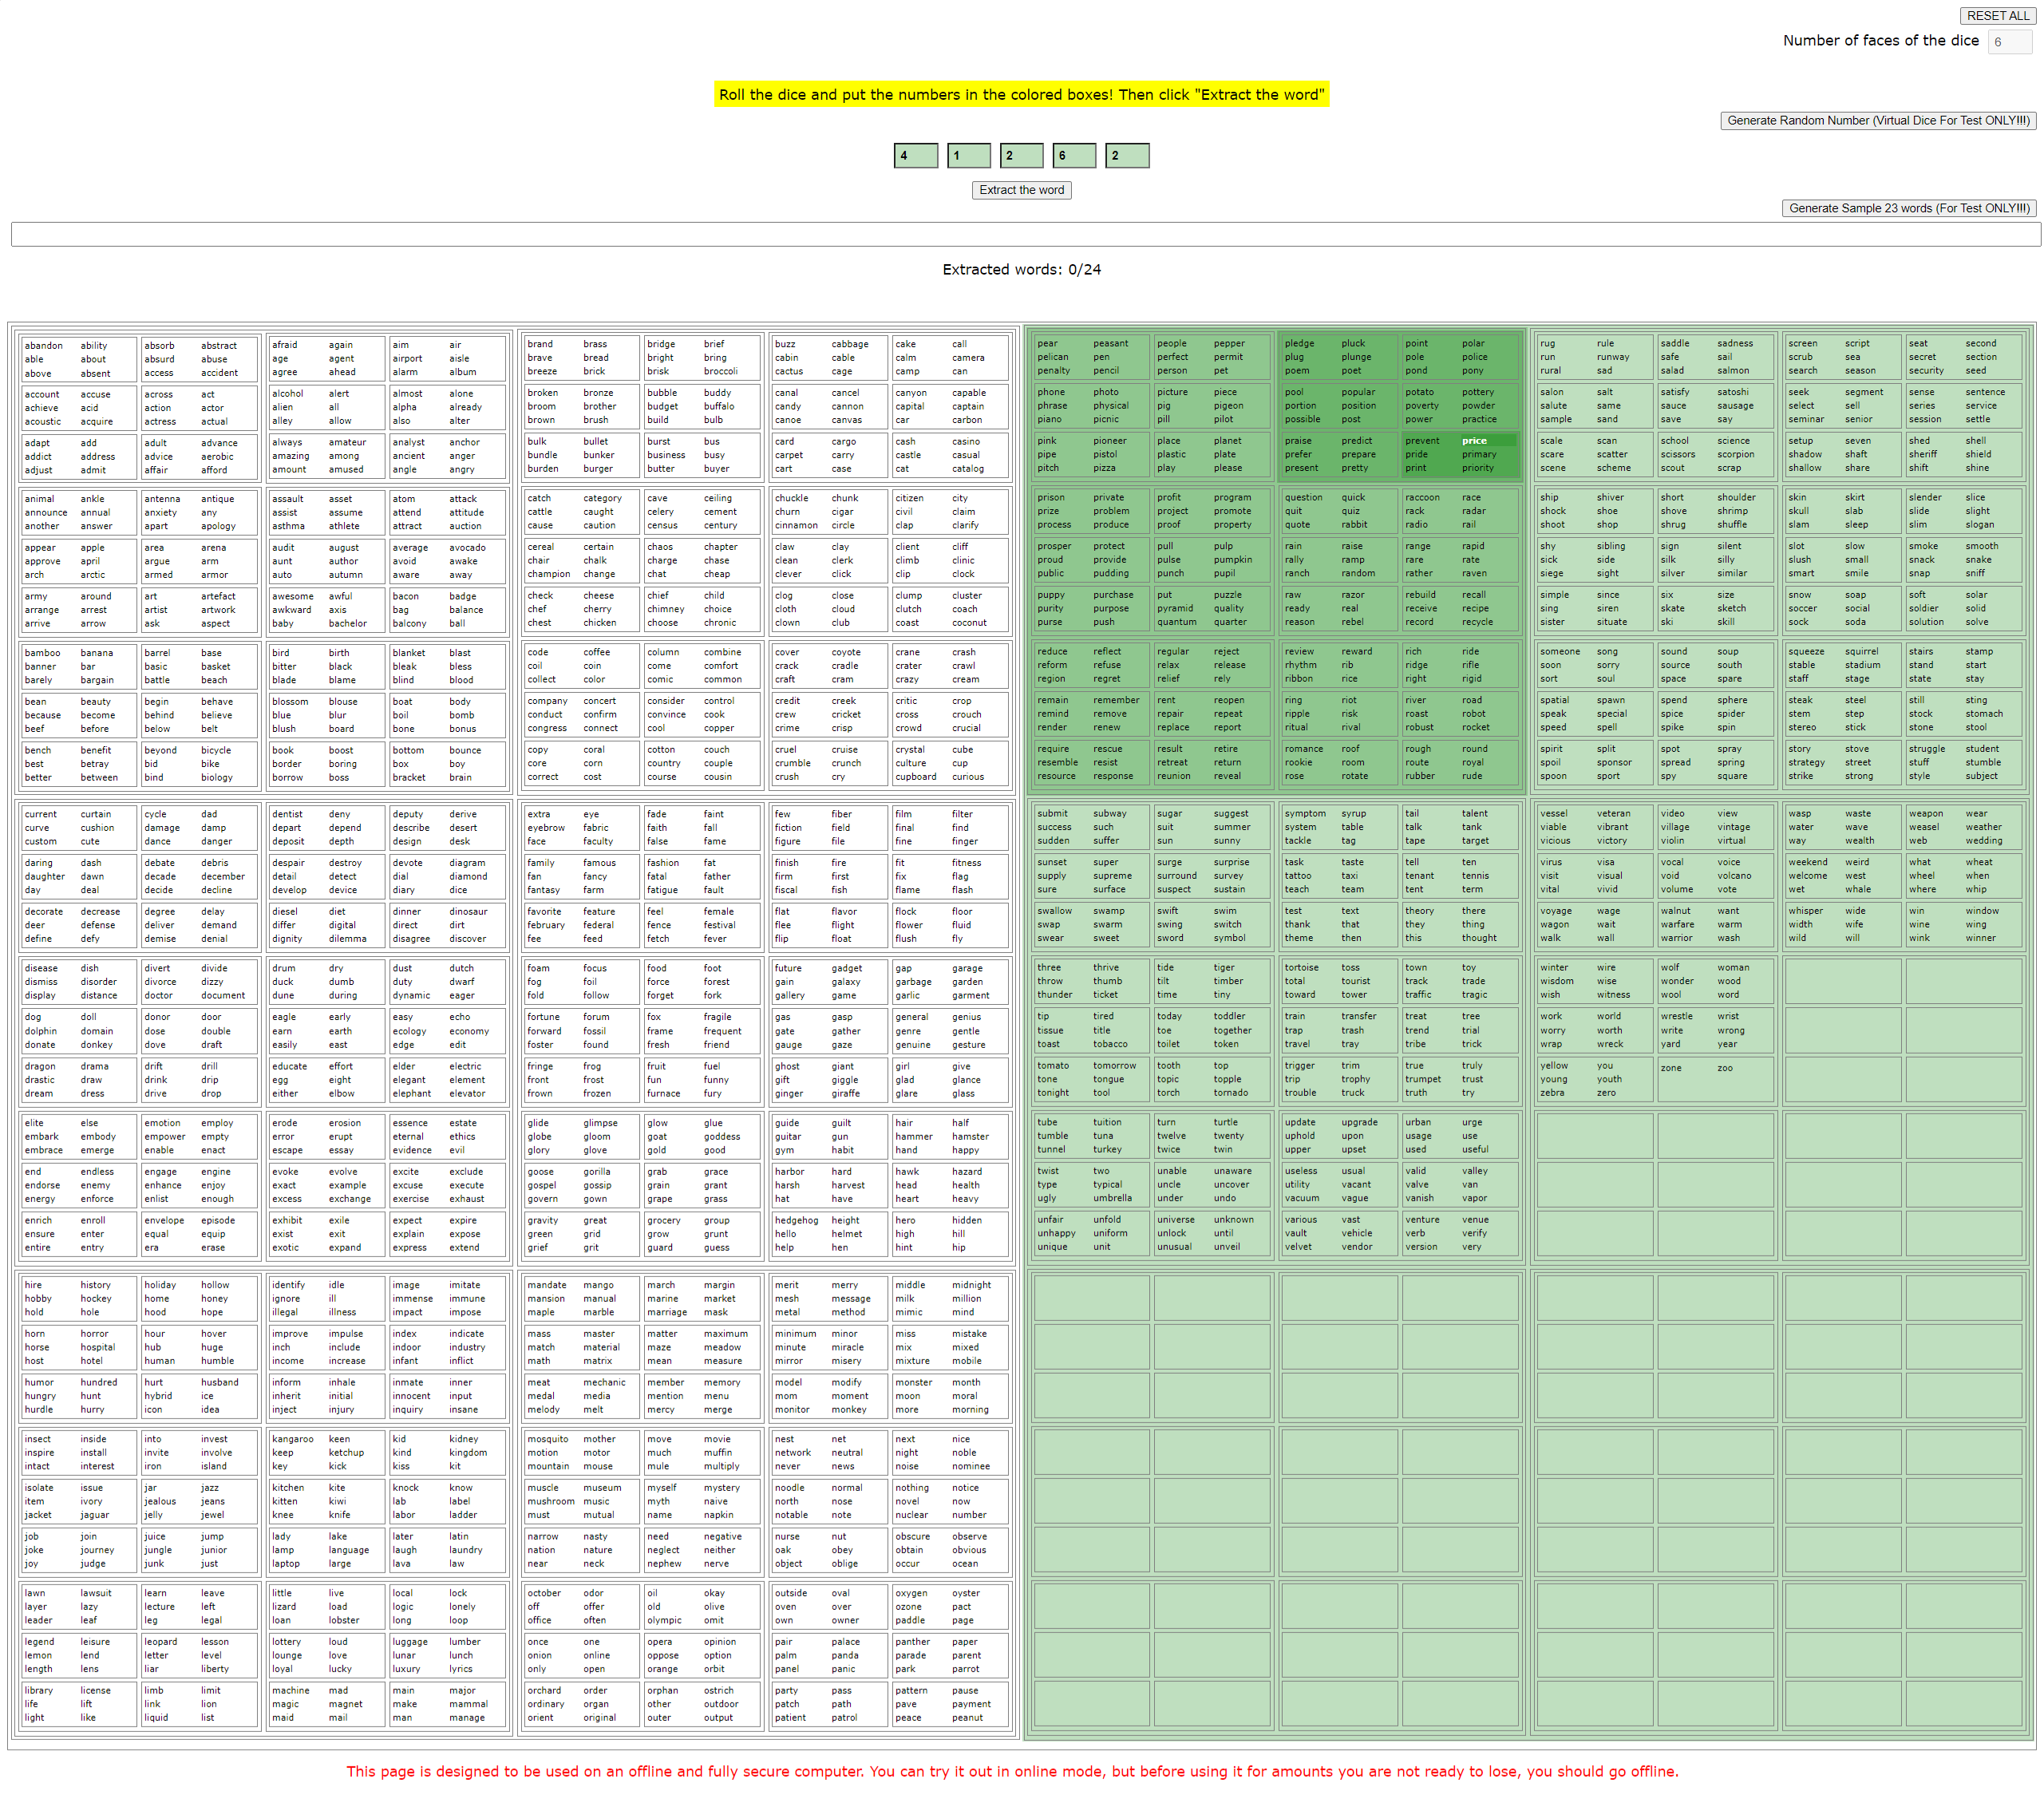 RESET ALL
Number of faces of the dice 6
Roll the dice and put the numbers in the colored boxes! Then click "Extract the word"
Generate Random Number (Virtual Dice For Test ONLY!!!)
4 1 2 6 2
Extract the word
Generate Sample 23 words (For Test ONLY!!!)
Extracted words: 0/24
abandon ability absorb abstract afraid again aim air brand brass bridge brief buzz cabbage cake call pear peasant people pepper pledge pluck point polar rug rule saddle sadness screen script seat second
able about absurd abuse age agent airport aisle brave bread bright bring cabin cable calm camera pelican pen perfect permit plug plunge pole police run runway safe sail scrub sea secret section
above absent access accident agree ahead alarm album breeze brick brisk broccoli cactus cage camp can penalty pencil person pet poem poet pond pony rural sad salad salmon search season security seed
account accuse across act alcohol alert almost alone broken bronze bubble buddy canal cancel canyon capable phone photo picture piece pool popular potato pottery salon salt satisfy satoshi seek segment sense sentence
achieve acid action actor alien all alpha already broom brother budget buffalo candy cannon capital captain phrase physical pig pigeon portion position poverty powder salute same sauce sausage select sell series service
acoustic acquire actress actual alley allow also alter brown brush build bulb canoe canvas car carbon piano picnic pill pilot possible post power practice sample sand save say seminar senior session settle
adapt add adult advance always amateur analyst anchor bulk bullet burst bus card cargo cash casino pink pioneer place planet praise predict prevent price scale scan school science setup seven shed shell
addict address advice aerobic amazing among ancient anger bundle bunker business busy carpet carry castle casual pipe pistol plastic plate prefer prepare pride primary scare scatter scissors scorpion shadow shaft sheriff shield
adjust admit affair afford amount amused angle angry burden burger butter buyer cart case cat catalog pitch pizza play please present pretty print priority scene scheme scout scrap shallow share shift shine
animal ankle antenna antique assault asset atom attack catch category cave ceiling chuckle chunk citizen city prison private profit program question quick raccoon race ship shiver short shoulder skin skirt slender slice
announce annual anxiety any assist assume attend attitude cattle caught celery cement churn cigar civil claim prize problem project promote quit quiz rack radar shock shoe shove shrimp skull slab slide slight
another answer apart apology asthma athlete attract auction cause caution census century cinnamon circle clap clarify process produce proof property quote rabbit radio rail shoot shop shrug shuffle slam sleep slim slogan
appear apple area arena audit august average avocado cereal certain chaos chapter claw clay client cliff prosper protect pull pulp rain raise range rapid shy sibling sign silent slot slow smoke smooth
approve april argue arm aunt author avoid awake chair chalk charge chase clean clerk climb clinic proud provide pulse pumpkin rally ramp rare rate sick side silk silly slush small snack snake
arch arctic armed armor auto autumn aware away champion change chat cheap clever click clip clock public pudding punch pupil ranch random rather raven siege sight silver similar smart smile snap sniff
army around art artefact awesome awful bacon badge check cheese chief child clog close clump cluster puppy purchase put puzzle raw razor rebuild recall simple since six size snow soap soft solar
arrange arrest artist artwork awkward axis bag balance chef cherry chimney choice cloth cloud clutch coach purity purpose pyramid quality ready real receive recipe sing siren skate sketch soccer social soldier solid
arrive arrow ask aspect baby bachelor balcony ball chest chicken choose chronic clown club coast coconut purse push quantum quarter reason rebel record recycle sister situate ski skill sock soda solution solve
bamboo banana barrel base bird birth blanket blast code coffee column combine cover coyote crane crash reduce reflect regular reject review reward rich ride someone song sound soup squeeze squirrel stairs stamp
banner bar basic basket bitter black bleak bless coil coin come comfort crack cradle crater crawl reform refuse relax release rhythm rib ridge rifle soon sorry source south stable stadium stand start
barely bargain battle beach blade blame blind blood collect color comic common craft cram crazy cream region regret relief rely ribbon rice right rigid sort soul space spare staff stage state stay
bean beauty begin behave blossom blouse boat body company concert consider control credit creek critic crop remain remember rent reopen ring riot river road spatial spawn spend sphere steak steel still sting
because become behind believe blue blur boil bomb conduct confirm convince cook crew cricket cross crouch remind remove repair repeat ripple risk roast robot speak special spice spider stem step stock stomach
beef before below belt blush board bone bonus congress connect cool copper crime crisp crowd crucial render renew replace report ritual rival robust rocket speed spell spike spin stereo stick stone stool
bench benefit beyond bicycle book boost bottom bounce copy coral cotton couch cruel cruise crystal cube require rescue result retire romance roof rough round spirit split spot spray story stove struggle student
best betray bid bike border boring box boy core corn country couple crumble crunch culture cup resemble resist retreat return rookie room route royal spoil sponsor spread spring strategy street stuff stumble
better between bind biology borrow boss bracket brain correct cost course cousin crush cry cupboard curious resource response reunion reveal rose rotate rubber rude spoon sport spy square strike strong style subject
current curtain cycle dad dentist deny deputy derive extra eye fade faint few fiber film filter submit subway sugar suggest symptom syrup tail talent vessel veteran video view wasp waste weapon wear
curve cushion damage damp depart depend describe desert eyebrow fabric faith fall fiction field final find success such suit summer system table talk tank viable vibrant village vintage water wave weasel weather
custom cute dance danger deposit depth design desk face faculty false fame figure file fine finger sudden suffer sun sunny tackle tag tape target vicious victory violin virtual way wealth web wedding
daring dash debate debris despair destroy devote diagram family famous fashion fat finish fire fit fitness sunset super surge surprise task taste tell ten virus visa vocal voice weekend weird what wheat
daughter dawn decade december detail detect dial diamond fan fancy fatal father firm first fix flag supply supreme surround survey tattoo taxi tenant tennis visit visual void volcano welcome west wheel when
day deal decide decline develop device diary dice fantasy farm fatigue fault fiscal fish flame flash sure surface suspect sustain teach team tent term vital vivid volume vote wet whale where whip
decorate decrease degree delay diesel diet dinner dinosaur favorite feature feel female flat flavor flock floor swallow swamp swift swim test text theory there voyage wage walnut want whisper wide win window
deer defense deliver demand differ digital direct dirt february federal fence festival flee flight flower fluid swap swarm swing switch thank that they thing wagon wait warfare warm width wife wine wing
define defy demise denial dignity dilemma disagree discover fee feed fetch fever flip float flush fly swear sweet sword symbol theme then this thought walk wall warrior wash wild will wink winner
disease dish divert divide drum dry dust dutch foam focus food foot future gadget gap garage three thrive tide tiger tortoise toss town toy winter wire wolf woman
dismiss disorder divorce dizzy duck dumb duty dwarf fog foil force forest gain galaxy garbage garden throw thumb tilt timber total tourist track trade wisdom wise wonder wood
display distance doctor document dune during dynamic eager fold follow forget fork gallery game garlic garment thunder ticket time tiny toward tower traffic tragic wish witness wool word
dog doll donor door eagle early easy echo fortune forum fox fragile gas gasp general genius tip tired today toddler train transfer treat tree work world wrestle wrist
dolphin domain dose double earn earth ecology economy forward fossil frame frequent gate gather genre gentle tissue title toe together trap trash trend trial worry worth write wrong
donate donkey dove draft easily east edge edit foster found fresh friend gauge gaze genuine gesture toast tobacco toilet token travel tray tribe trick wrap wreck yard year
dragon drama drift drill educate effort elder electric fringe frog fruit fuel ghost giant girl give tomato tomorrow tooth top trigger trim true truly yellow you zone zoo
drastic draw drink drip egg eight elegant element front frost fun funny gift giggle glad glance tone tongue topic topple trip trophy trumpet trust young youth
dream dress drive drop either elbow elephant elevator frown frozen furnace fury ginger giraffe glare glass tonight tool torch tornado trouble truck truth try zebra zero
elite else emotion employ erode erosion essence estate glide glimpse glow glue guide guilt hair half tube tuition turn turtle update upgrade urban urge
embark embody empower empty error erupt eternal ethics globe gloom goat goddess guitar gun hammer hamster tumble tuna twelve twenty uphold upon usage use
embrace emerge enable enact escape essay evidence evil glory glove gold good gym habit hand happy tunnel turkey twice twin upper upset used useful
end endless engage engine evoke evolve excite exclude goose gorilla grab grace harbor hard hawk hazard twist two unable unaware useless usual valid valley
endorse enemy enhance enjoy exact example excuse execute gospel gossip grain grant harsh harvest head health type typical uncle uncover utility vacant valve van
energy enforce enlist enough excess exchange exercise exhaust govern gown grape grass hat have heart heavy ugly umbrella under undo vacuum vague vanish vapor
enrich enroll envelope episode exhibit exile expect expire gravity great grocery group hedgehog height hero hidden unfair unfold universe unknown various vast venture venue
ensure enter equal equip exist exit explain expose green grid grow grunt hello helmet high hill unhappy uniform unlock until vault vehicle verb verify
entire entry era erase exotic expand express extend grief grit guard guess help hen hint hip unique unit unusual unveil velvet vendor version very
hire history holiday hollow identify idle image imitate mandate mango march margin merit merry middle midnight
hobby hockey home honey ignore ill immense immune mansion manual marine market mesh message milk million
hold hole hood hope illegal illness impact impose maple marble marriage mask metal method mimic mind
horn horror hour hover improve impulse index indicate mass master matter maximum minimum minor miss mistake
horse hospital hub huge inch include indoor industry match material maze meadow minute miracle mix mixed
host hotel human humble income increase infant inflict math matrix mean measure mirror misery mixture mobile
humor hundred hurt husband inform inhale inmate inner meat mechanic member memory model modify monster month
hungry hunt hybrid ice inherit initial innocent input medal media mention menu mom moment moon moral
hurdle hurry icon idea inject injury inquiry insane melody melt mercy merge monitor monkey more morning
insect inside into invest kangaroo keen kid kidney mosquito mother move movie nest net next nice
inspire install invite involve keep ketchup kind kingdom motion motor much muffin network neutral night noble
intact interest iron island key kick kiss kit mountain mouse mule multiply never news noise nominee
isolate issue jar jazz kitchen kite knock know muscle museum myself mystery noodle normal nothing notice
item ivory jealous jeans kitten kiwi lab label mushroom music myth naive north nose novel now
jacket jaguar jelly jewel knee knife labor ladder must mutual name napkin notable note nuclear number
job join juice jump lady lake later latin narrow nasty need negative nurse nut obscure observe
joke journey jungle junior lamp language laugh laundry nation nature neglect neither oak obey obtain obvious
joy judge junk just laptop large lava law near neck nephew nerve object oblige occur ocean
lawn lawsuit learn leave little live local lock october odor oil okay outside oval oxygen oyster
layer lazy lecture left lizard load logic lonely off offer old olive oven over ozone pact
leader leaf leg legal loan lobster long loop office often olympic omit own owner paddle page
legend leisure leopard lesson lottery loud luggage lumber once one opera opinion pair palace panther paper
lemon lend letter level lounge love lunar lunch onion online oppose option palm panda parade parent
length lens liar liberty loyal lucky luxury lyrics only open orange orbit panel panic park parrot
library license limb limit machine mad main major orchard order orphan ostrich party pass pattern pause
life lift link lion magic magnet make mammal ordinary organ other outdoor patch path pave payment
light like liquid list maid mail man manage orient original outer output patient patrol peace peanut
This page is designed to be used on an offline and fully secure computer. You can try it out in online mode, but before using it for amounts you are not ready to lose, you should go offline.